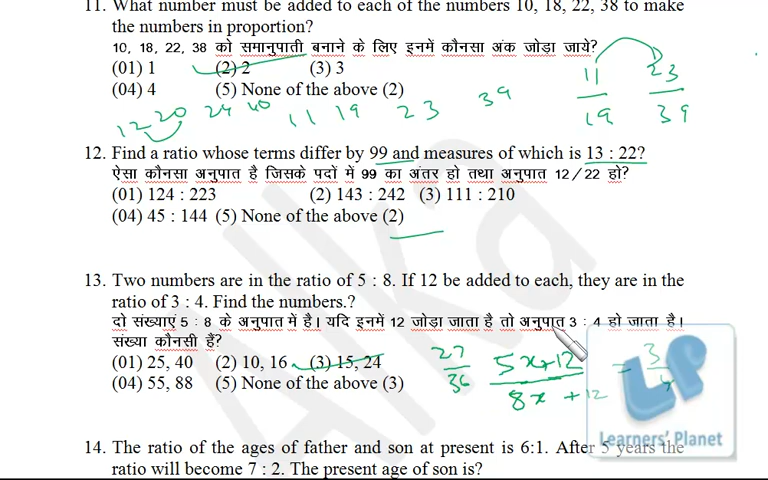 11. What number must be added to each of the numbers 10, 18, 22, 38 to make
the numbers in proportion?
10, 18, 22, 38 को समानुपाती बनाने के लिए इनमें कौनसा अंक जोड़ा जाये?
(01) 1 (2) 2 (3) 3
(04) 4 (5) None of the above (2)
12 20 24 40 11 19 23 39
11/19 23/39
12. Find a ratio whose terms differ by 99 and measures of which is 13 : 22?
ऐसा कौनसा अनुपात है जिसके पदों में 99 का अंतर हो तथा अनुपात 12/22 हो?
(01) 124 : 223 (2) 143 : 242 (3) 111 : 210
(04) 45 : 144 (5) None of the above (2)
13. Two numbers are in the ratio of 5 : 8. If 12 be added to each, they are in the
ratio of 3 : 4. Find the numbers.?
दो संख्याएं 5 : 8 के अनुपात में है। यदि इनमें 12 जोड़ा जाता है तो अनुपात 3 : 4 हो जाता है।
संख्या कौनसी हैं?
(01) 25, 40 (2) 10, 16 (3) 15, 24
(04) 55, 88 (5) None of the above (3)
27/36 5x+12/8x+12 = 3/4
Alka
LP
Learners' Planet
14. The ratio of the ages of father and son at present is 6:1. After 5 years the
ratio will become 7 : 2. The present age of son is?